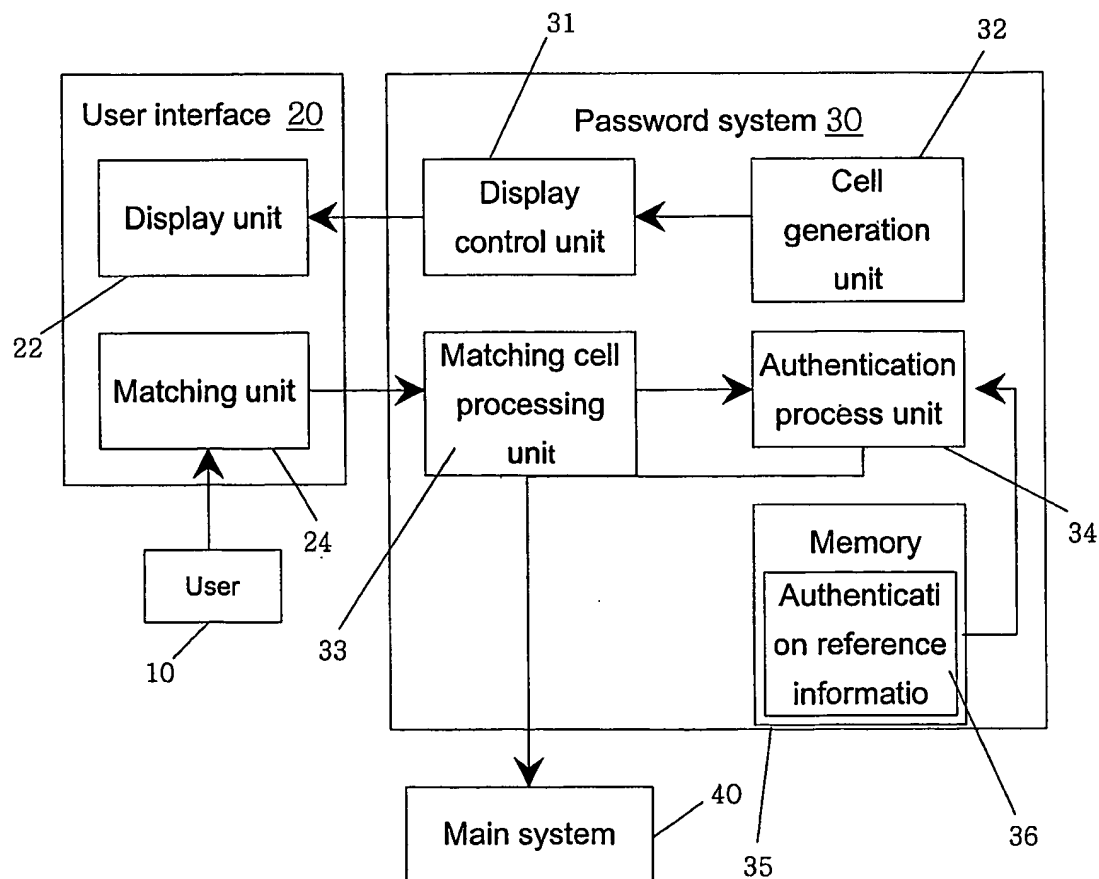 31
32
User interface 20
Password system 30
Display unit
Display
control unit
Cell
generation
unit
22
Matching unit
Matching cell
processing
unit
Authentication
process unit
24
34
User
10
33
Memory
Authenticati
on reference
informatio
Main system
40
35
36